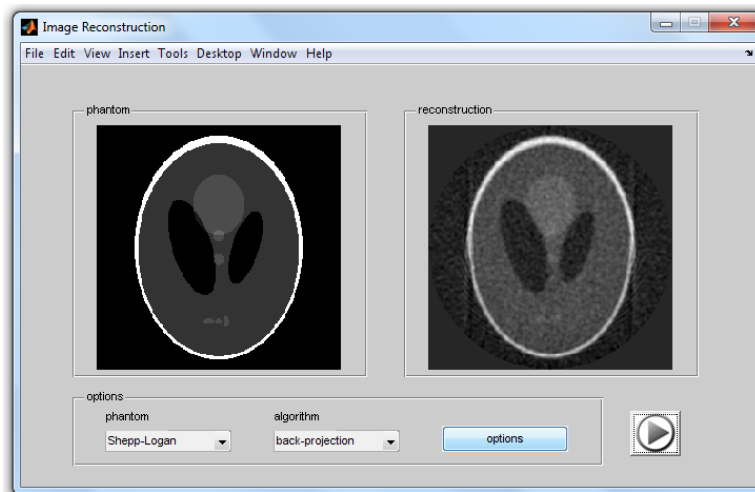 Image Reconstruction
File Edit View Insert Tools Desktop Window Help
phantom
reconstruction
options
phantom
algorithm
Shepp-Logan
back-projection
options